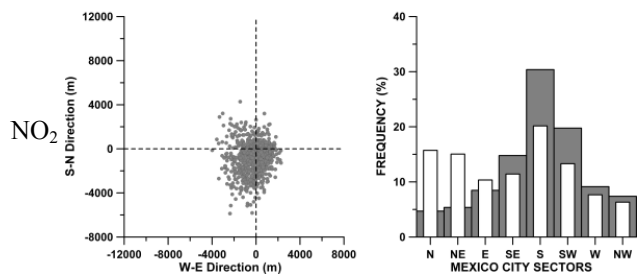 NO2
S-N Direction (m)
12000
8000
4000
0
-4000
-8000
-12000 -8000 -4000 0 4000 8000
W-E Direction (m)
FREQUENCY (%)
40
30
20
10
0
N NE E SE S SW W NW
MEXICO CITY SECTORS